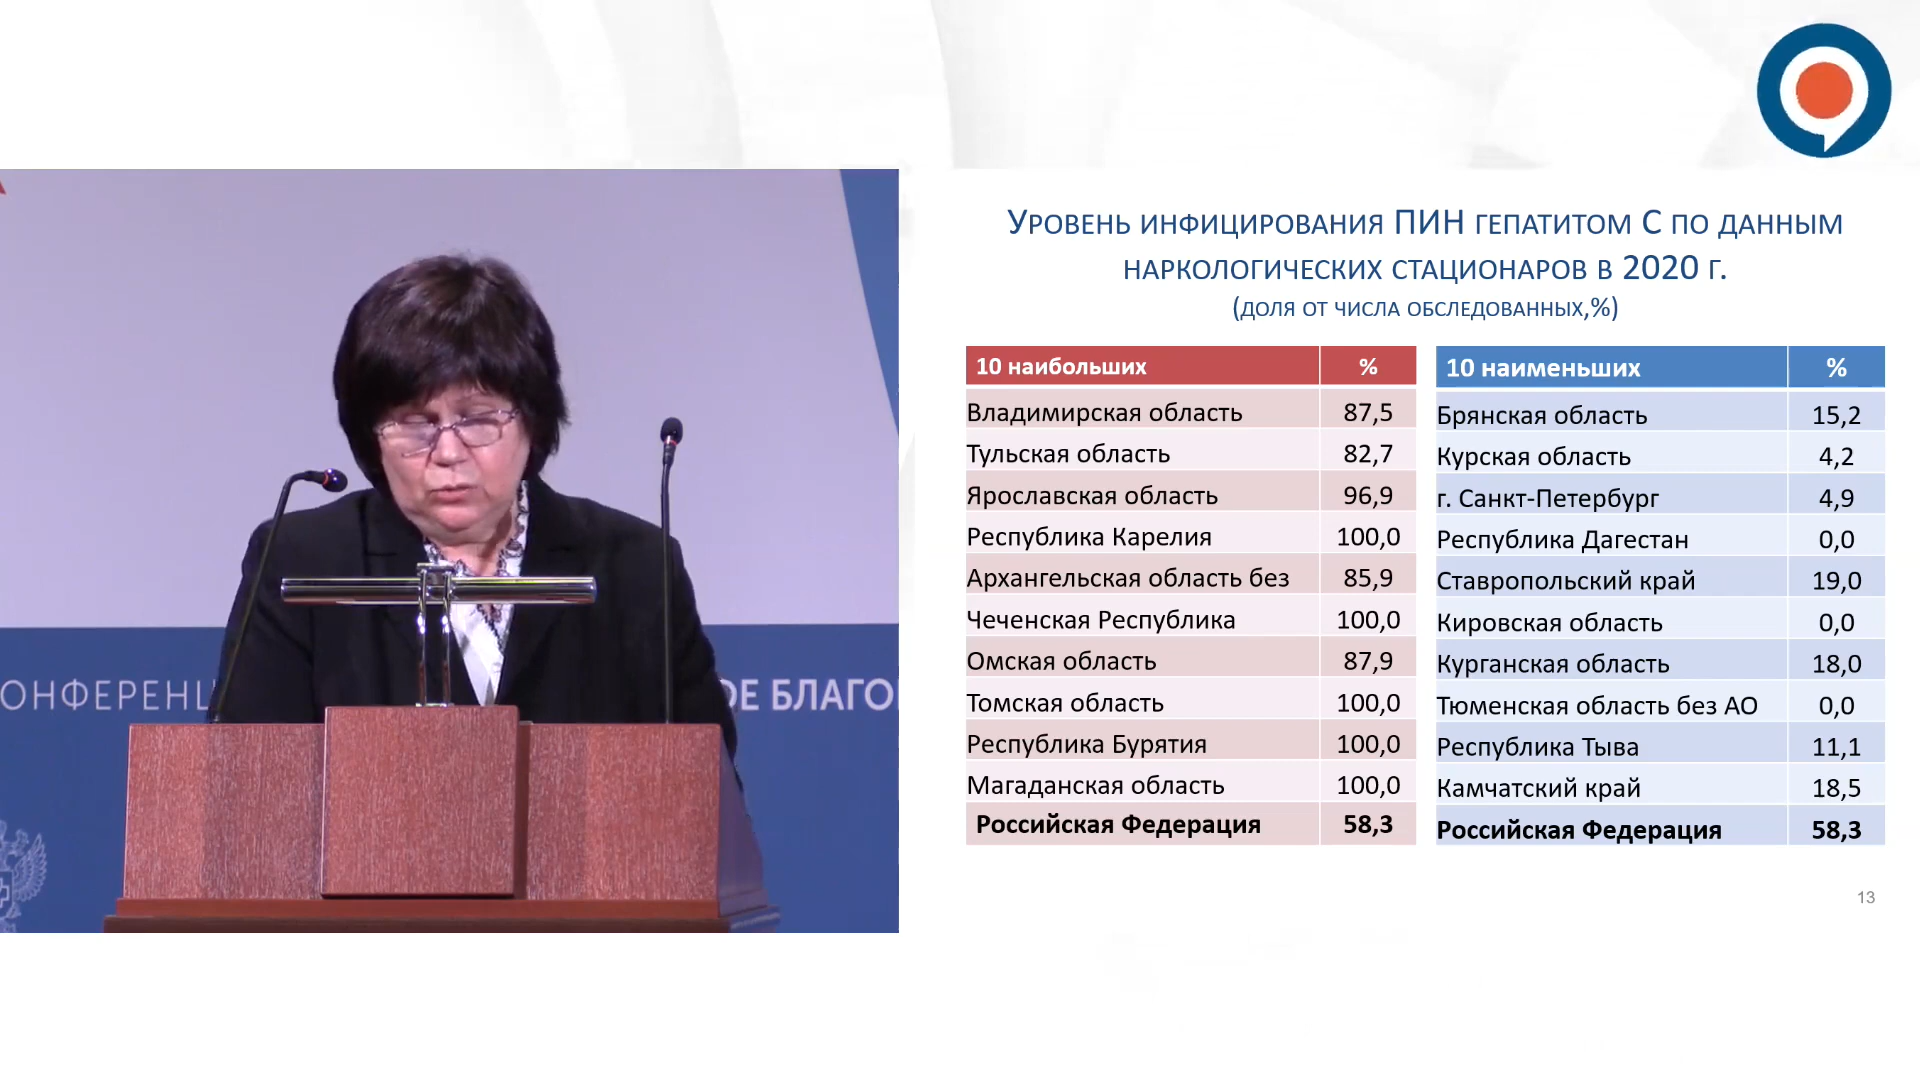 УРОВЕНЬ ИНФИЦИРОВАНИЯ ПИН ГЕПАТИТОМ С ПО ДАННЫМ
НАРКОЛОГИЧЕСКИХ СТАЦИОНАРОВ В 2020 Г.
(ДОЛЯ ОТ ЧИСЛА ОБСЛЕДОВАННЫХ,%)
10 наибольших %
Владимирская область 87,5
Тульская область 82,7
Ярославская область 96,9
Республика Карелия 100,0
Архангельская область без 85,9
Чеченская Республика 100,0
Омская область 87,9
Томская область 100,0
Республика Бурятия 100,0
Магаданская область 100,0
Российская Федерация 58,3
10 наименьших %
Брянская область 15,2
Курская область 4,2
г. Санкт-Петербург 4,9
Республика Дагестан 0,0
Ставропольский край 19,0
Кировская область 0,0
Курганская область 18,0
Тюменская область без АО 0,0
Республика Тыва 11,1
Камчатский край 18,5
Российская Федерация 58,3
13
ОНФЕРЕНЦ ОЕ БЛАГО